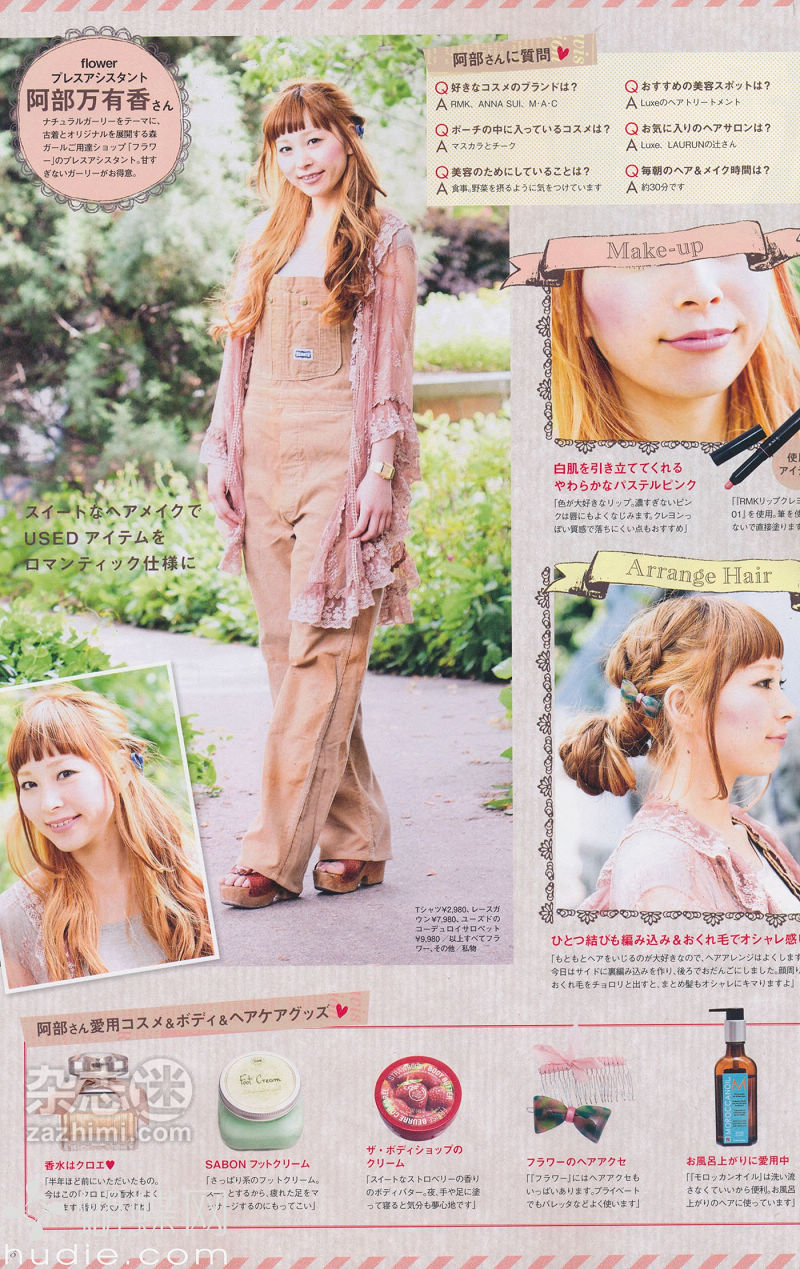 flower
プレスアシスタント
阿部万有香さん
ナチュラルガーリーをテーマに、
古着とオリジナルを展開する森
ガールご用達ショップ「フラワ
ー」のプレスアシスタント。甘す
ぎないガーリーがお得意。
阿部さんに質問
Q 好きなコスメのブランドは?
A RMK、ANNA SUI、M・A・C
Q ポーチの中に入っているコスメは?
A マスカラとチーク
Q 美容のためにしていることは?
A 食事。野菜を摂るように気をつけています
Q おすすめの美容スポットは?
A Luxeのヘアトリートメント
Q お気に入りのヘアサロンは?
A Luxe、LAURUNの辻さん
Q 毎朝のヘア&メイク時間は?
A 約30分です
Make-up
白肌を引き立ててくれる
やわらかなパステルピンク
「色が大好きなリップ。濃すぎないピン
クは唇にもよくなじみます。クレヨンっ
ぽい質感で落ちにくい点もおすすめ」
使用
アイテ
「『RMKリップクレヨ
01』を使用。筆を使
ないで直接塗ります
スイートなヘアメイクで
USED アイテムを
ロマンティック仕様に
Arrange Hair
ひとつ結びも編み込み&おくれ毛でオシャレ感
「もともとヘアをいじるのが大好きなので、ヘアアレンジはよくします
今日はサイドに裏編み込みを作り、後ろでおだんごにしました。顔周り
おくれ毛をチョロリと出すと、まとめ髪もオシャレにキマりますよ」
Tシャツ¥2,980、レースガ
ウン¥7,980、ユーズドの
コーデュロイサロペット
¥9,980/以上すべてフラ
ワー、その他/私物
阿部さん愛用コスメ&ボディ&ヘアケアグッズ
杂志迷
zazhimi.com
Foot Cream
MOROCCANOIL
香水はクロエ♥
「半年ほど前にいただいたもの。
今はこの『クロエ』の香水をよく
SABON フットクリーム
「さっぱり系のフットクリーム。
スーッとするから、疲れた足をマ
ッサージするのにもってこい」
ザ・ボディショップの
クリーム
「スイートなストロベリーの香り
のボディバター。夜、手や足に塗
って寝ると気分も夢心地です」
フラワーのヘアアクセ
「『フラワー』にはヘアアクセも
いっぱいあります。プライベート
でもバレッタなどよく使います」
お風呂上がりに愛用中
「『モロッカンオイル』は洗い流
さなくていいから便利。お風呂
上がりのヘアに使っています」
hudie.com